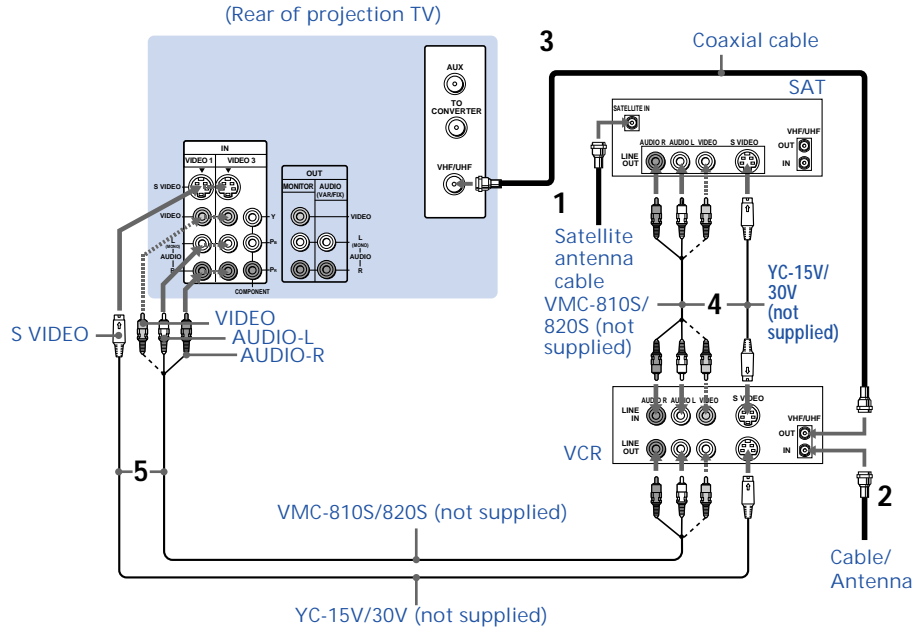 (Rear of projection TV)
3
Coaxial cable
SAT
AUX
TO
CONVERTER
VHF/UHF
SATELLITE IN
AUDIO R AUDIO L VIDEO S VIDEO
LINE
OUT
VHF/UHF
OUT
IN
IN
VIDEO 1 VIDEO 3
S VIDEO
VIDEO
L
(MONO)
AUDIO
R
Y
PB
PR
COMPONENT
OUT
MONITOR AUDIO
(VAR/FIX)
VIDEO
L
(MONO)
AUDIO
R
1
Satellite
antenna
cable
VMC-810S/
820S (not
supplied)
4
YC-15V/
30V
(not
supplied)
S VIDEO
VIDEO
AUDIO-L
AUDIO-R
AUDIO R AUDIO L VIDEO S VIDEO
LINE
IN
LINE
OUT
VHF/UHF
OUT
IN
VCR
5
2
VMC-810S/820S (not supplied)
Cable/
Antenna
YC-15V/30V (not supplied)